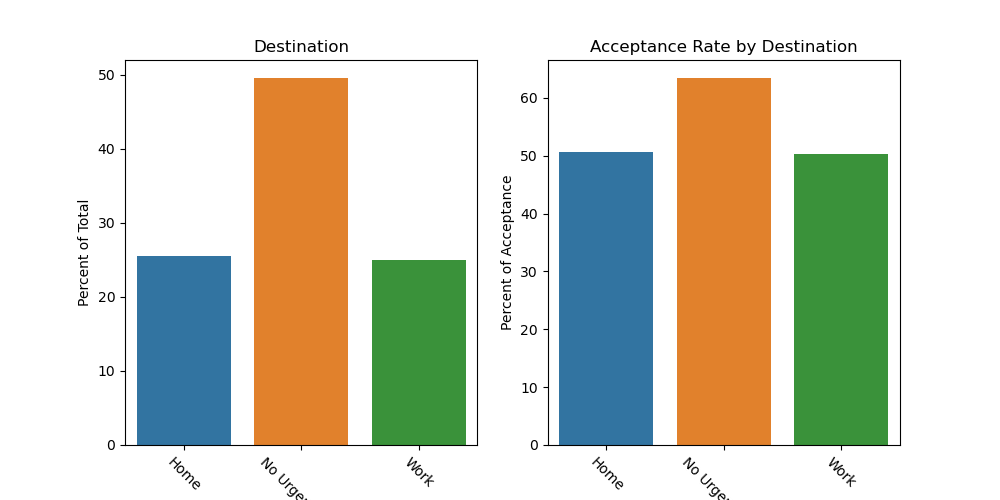 Destination
Acceptance Rate by Destination
Percent of Total
50
40
30
20
10
0
Home
No Urge
Work
Percent of Acceptance
60
50
40
30
20
10
0
Home
No Urge
Work